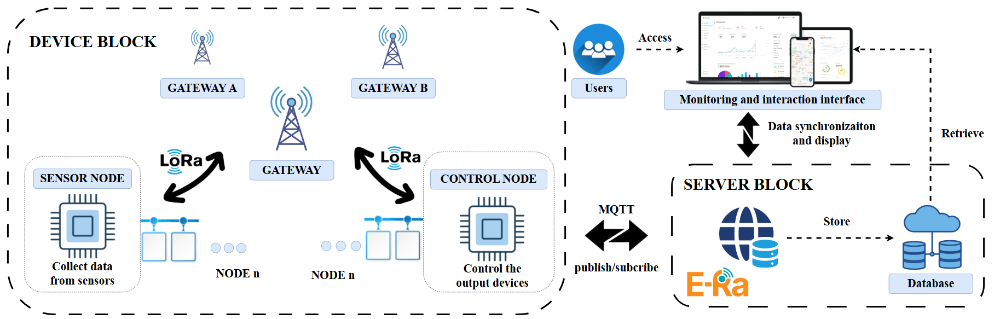 DEVICE BLOCK
GATEWAY A
GATEWAY B
GATEWAY
LoRa
LoRa
SENSOR NODE
Collect data
from sensors
NODE n
NODE n
CONTROL NODE
Control the
output devices
Users
Access
Monitoring and interaction interface
Data synchronizaiton
and display
Retrieve
MQTT
publish/subcribe
SERVER BLOCK
Store
E-Ra
Database